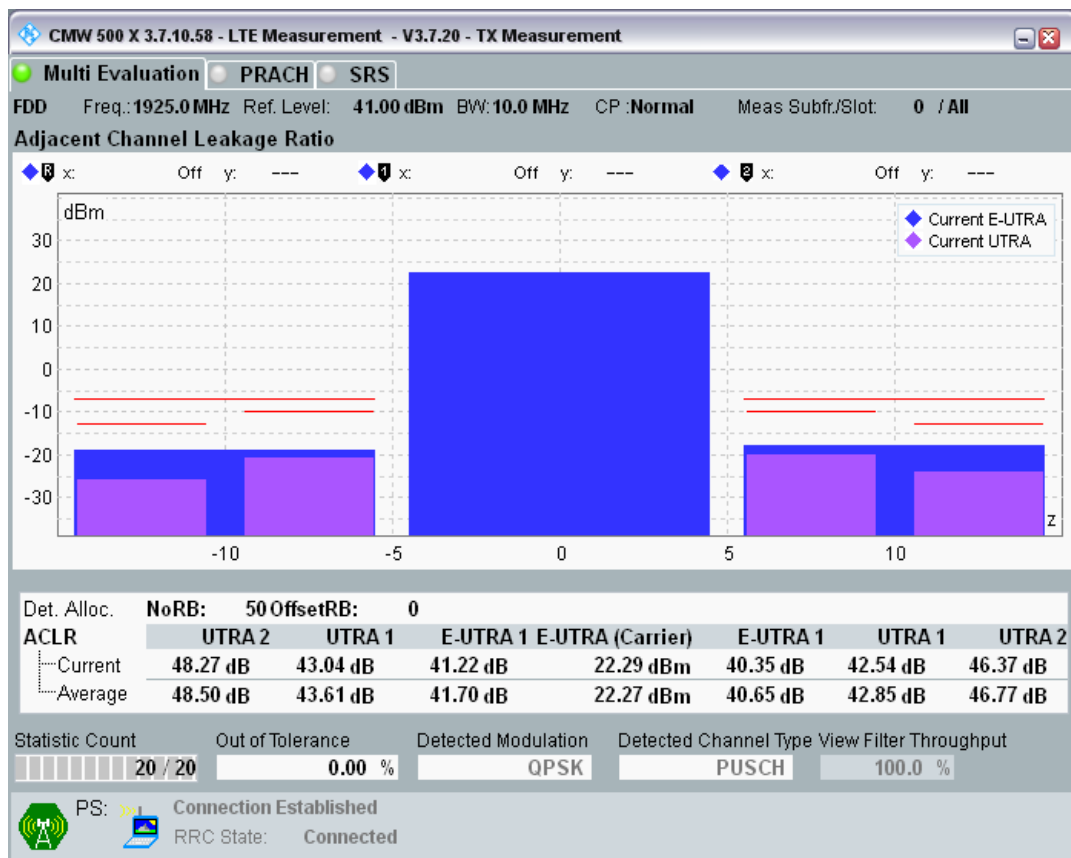 CMW 500 X 3.7.10.58 - LTE Measurement - V3.7.20 - TX Measurement
Multi Evaluation PRACH SRS
FDD Freq.:1925.0 MHz Ref. Level: 41.00 dBm BW:10.0 MHz CP :Normal Meas Subfr./Slot: 0 / All
Adjacent Channel Leakage Ratio
R x: Off y: --- 1 x: Off y: --- 2 x: Off y: ---
dBm
Current E-UTRA
Current UTRA
30
20
10
0
-10
-20
-30
z
-10 -5 0 5 10
Det. Alloc. NoRB: 50 OffsetRB: 0
ACLR UTRA 2 UTRA 1 E-UTRA 1 E-UTRA (Carrier) E-UTRA 1 UTRA 1 UTRA 2
Current 48.27 dB 43.04 dB 41.22 dB 22.29 dBm 40.35 dB 42.54 dB 46.37 dB
Average 48.50 dB 43.61 dB 41.70 dB 22.27 dBm 40.65 dB 42.85 dB 46.77 dB
Statistic Count Out of Tolerance Detected Modulation Detected Channel Type View Filter Throughput
20 / 20 0.00 % QPSK PUSCH 100.0 %
PS: Connection Established
RRC State: Connected